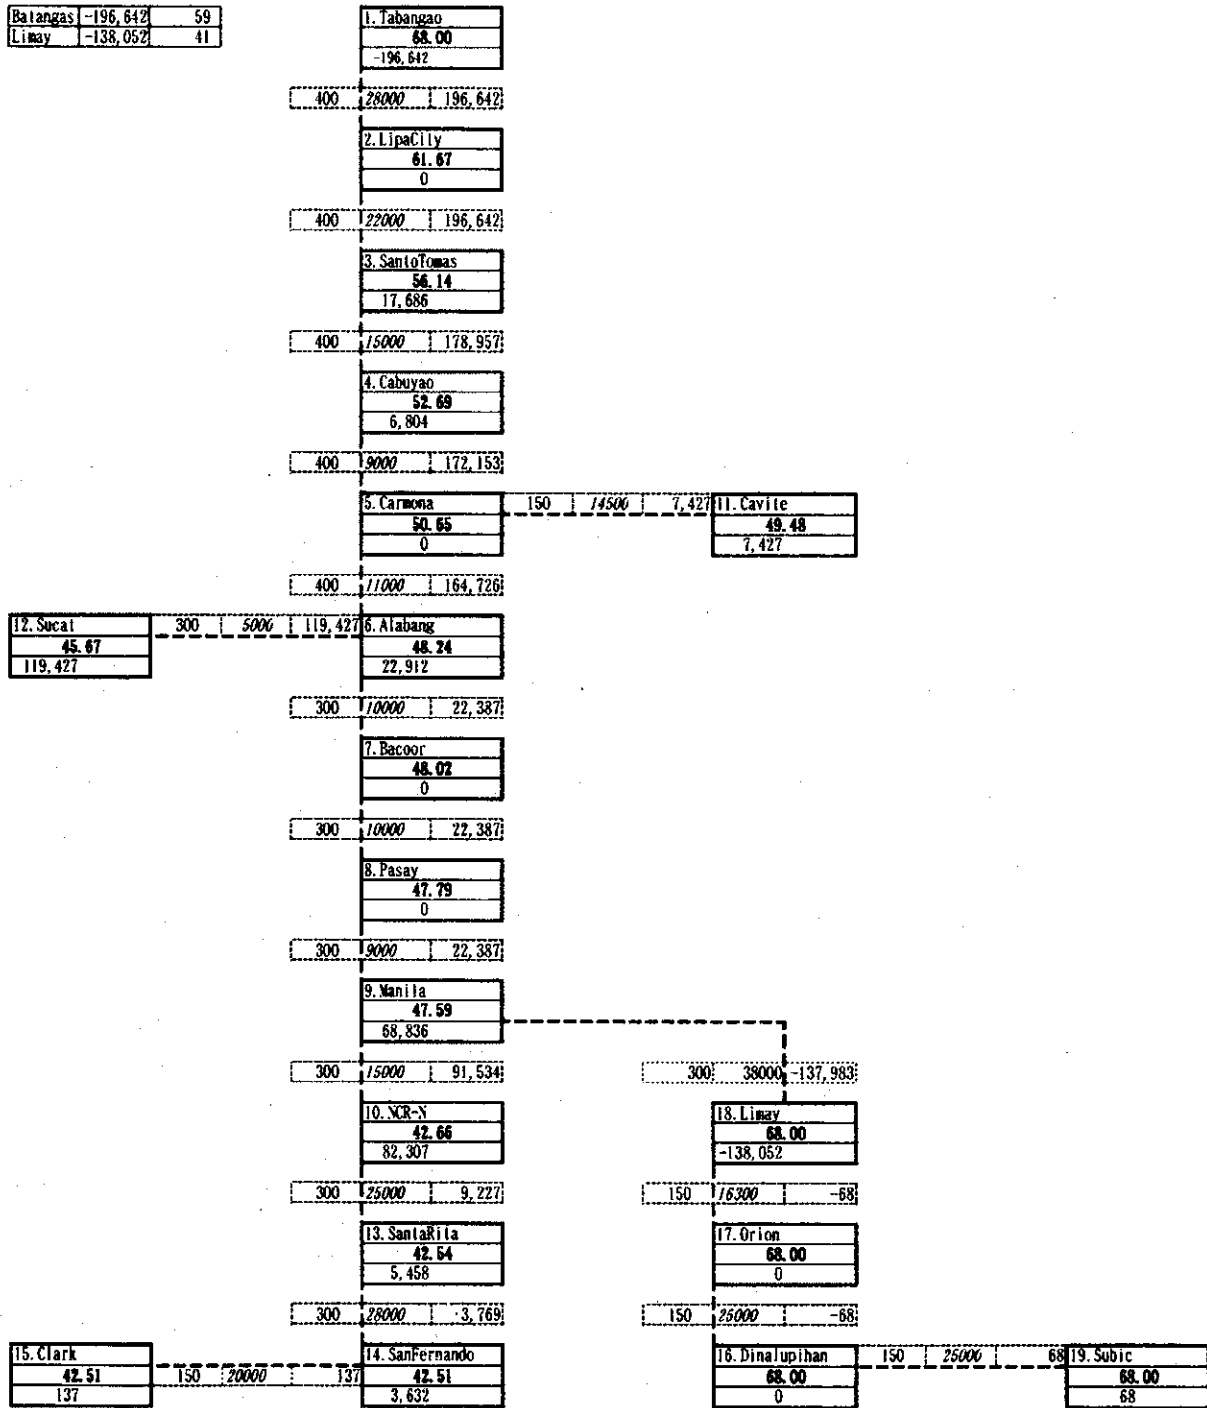 Batangas -196,642 59
Limay -138,052 41
1. Tabangao
68.00
-196,642
400 28000 196,642
2. LipaCity
61.67
0
400 22000 196,642
3. SantoTomas
56.14
17,686
400 15000 178,957
4. Cabuyao
52.69
6,804
400 9000 172,153
5. Carmona 150 14500 7,427 11. Cavite
50.65 49.48
0 7,427
400 11000 164,726
12. Sucat 300 5000 119,427 6. Alabang
45.67 48.24
119,427 22,912
300 10000 22,387
7. Bacoor
48.02
0
300 10000 22,387
8. Pasay
47.79
0
300 9000 22,387
9. Manila
47.59
68,836
300 15000 91,534 300 38000 -137,983
10. NCR-N 18. Limay
42.66 68.00
82,307 -138,052
300 25000 9,227 150 16300 -68
13. SantaRita 17. Orion
42.54 68.00
5,458 0
300 28000 3,769 150 25000 -68
15. Clark 14. SanFernando 16. Dinalupihan 150 25000 68 19. Subic
42.51 150 20000 137 42.51 68.00 68.00
137 3,632 0 68